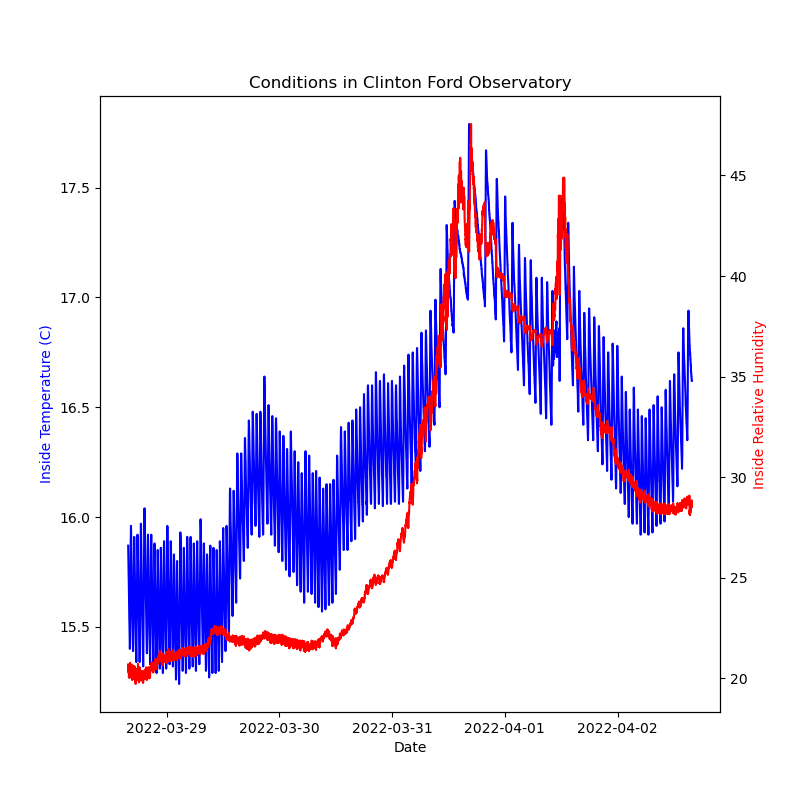 Conditions in Clinton Ford Observatory
17.5
17.0
16.5
16.0
15.5
Inside Temperature (C)
45
40
35
30
25
20
Inside Relative Humidity
2022-03-29 2022-03-30 2022-03-31 2022-04-01 2022-04-02
Date